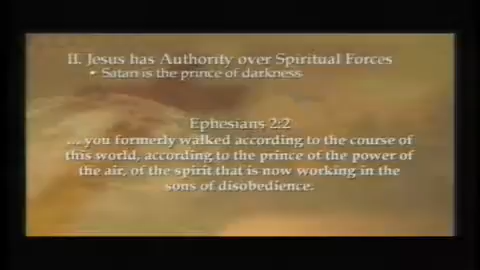 II. Jesus has Authority over Spiritual Forces
• Satan is the prince of darkness
Ephesians 2:2
... you formerly walked according to the course of
this world, according to the prince of the power of
the air, of the spirit that is now working in the
sons of disobedience.